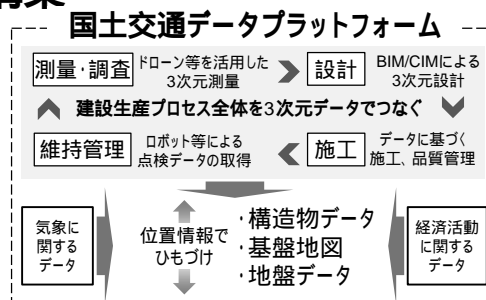 国土交通データプラットフォーム
測量・調査
ドローン等を活用した
3次元測量
設計
BIM/CIMによる
3次元設計
建設生産プロセス全体を3次元データでつなぐ
維持管理
ロボット等による
点検データの取得
施工
データに基づく
施工、品質管理
気象に
関する
データ
位置情報で
ひもづけ
・構造物データ
・基盤地図
・地盤データ
経済活動
に関する
データ